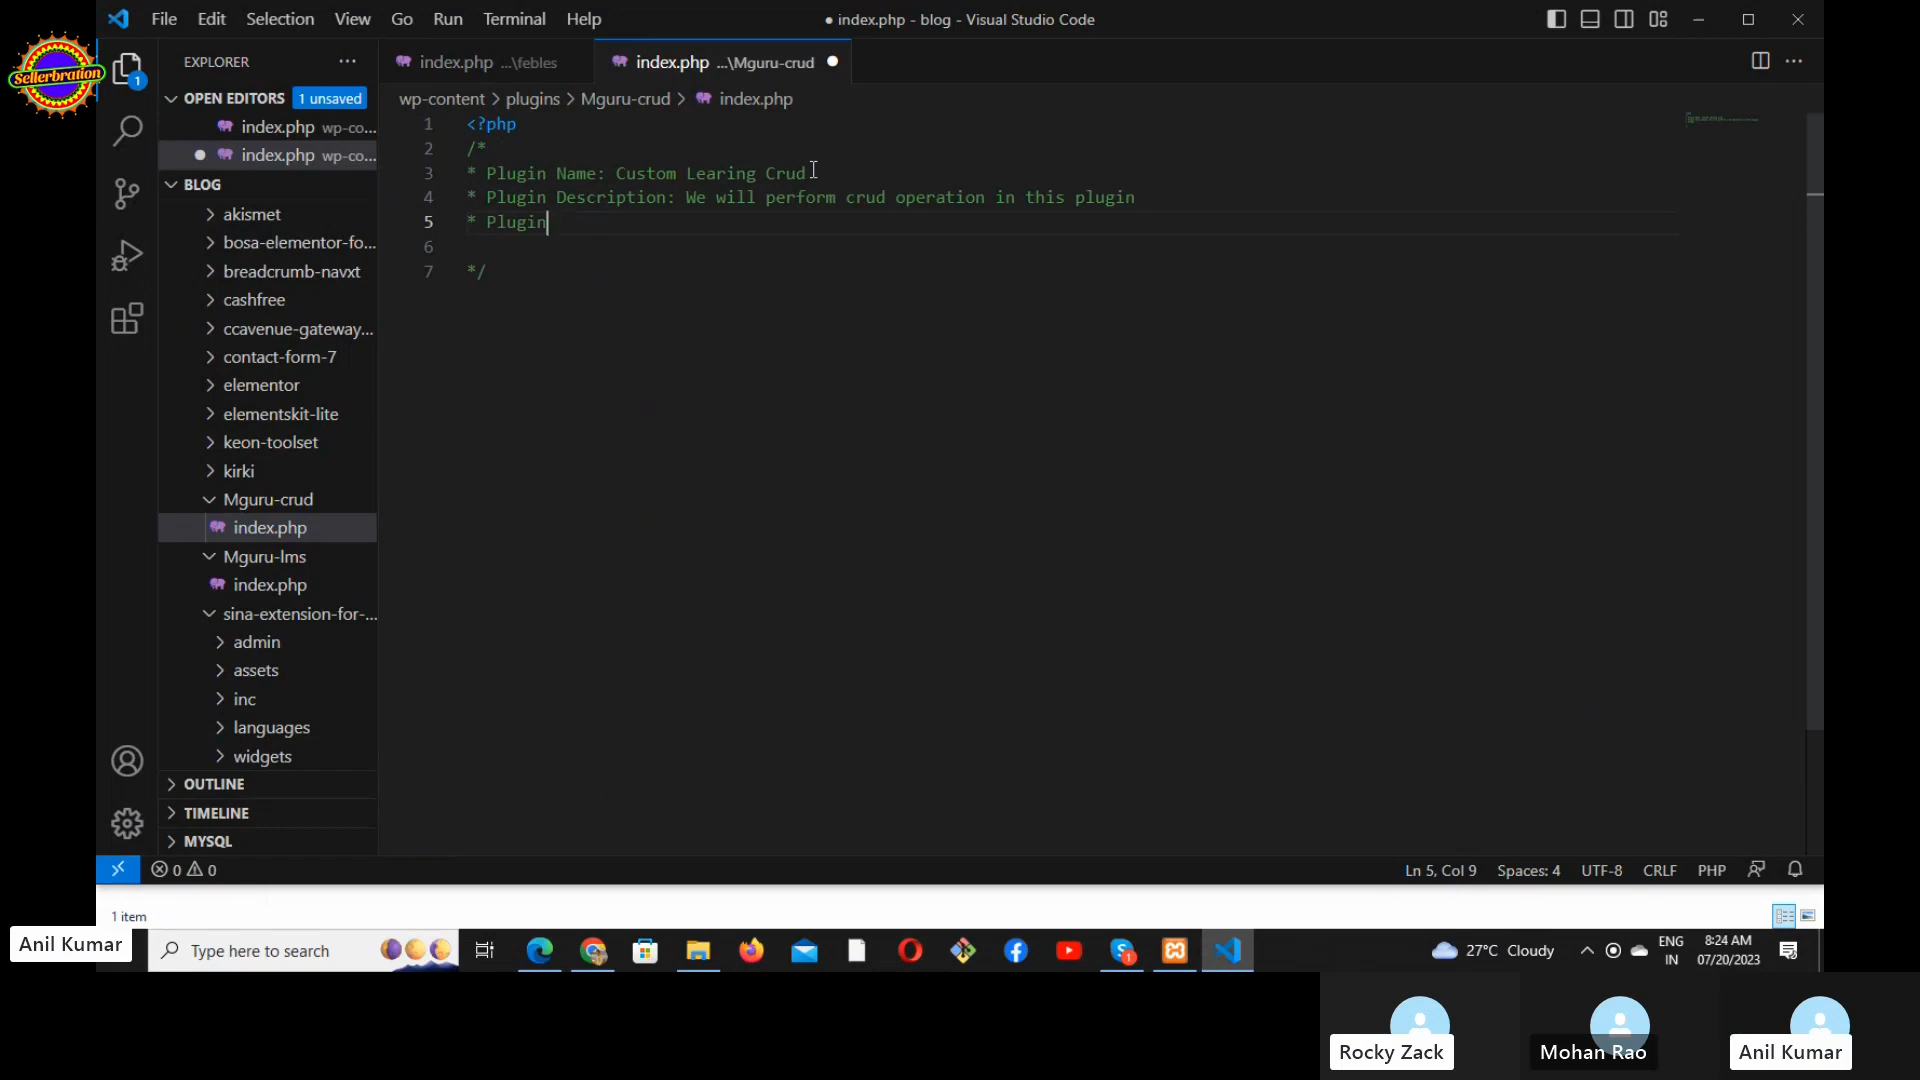 Sellerbration
File Edit Selection View Go Run Terminal Help
● index.php - blog - Visual Studio Code
EXPLORER
1
OPEN EDITORS 1 unsaved
index.php wp-co...
index.php wp-co...
BLOG
akismet
bosa-elementor-fo...
breadcrumb-navxt
cashfree
ccavenue-gateway...
contact-form-7
elementor
elementskit-lite
keon-toolset
kirki
Mguru-crud
index.php
Mguru-lms
index.php
sina-extension-for-...
admin
assets
inc
languages
widgets
OUTLINE
TIMELINE
MYSQL
index.php ...\febles
index.php ...\Mguru-crud
wp-content > plugins > Mguru-crud > index.php
1 <?php
2 /*
3 * Plugin Name: Custom Learing Crud
4 * Plugin Description: We will perform crud operation in this plugin
5 * Plugin
6
7 */
0 0
Ln 5, Col 9 Spaces: 4 UTF-8 CRLF PHP
1 item
Anil Kumar
Type here to search
1
27°C Cloudy
ENG
IN
8:24 AM
07/20/2023
Rocky Zack
Mohan Rao
Anil Kumar